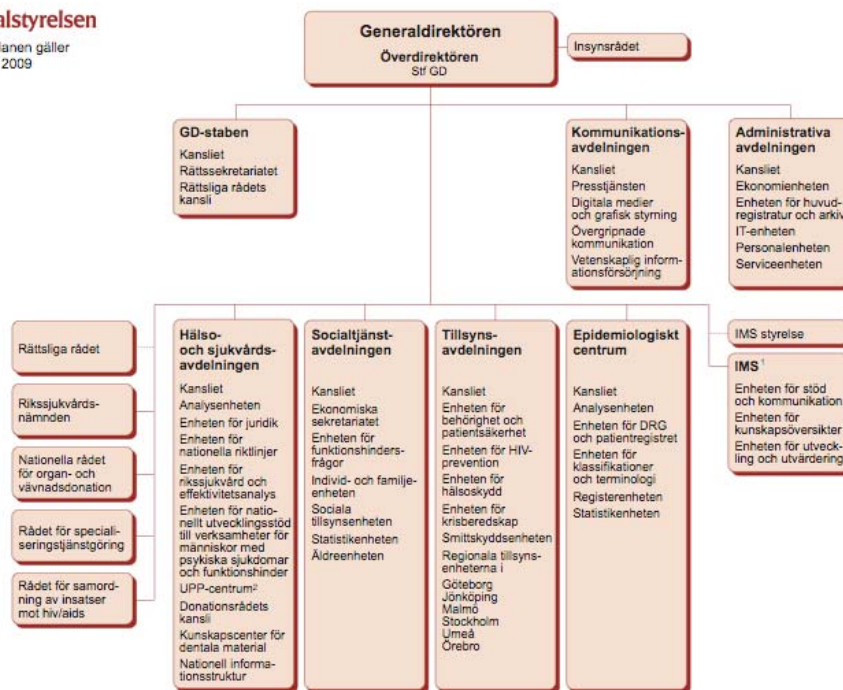 alstyrelsen
lanen gäller
2009
Generaldirektören
Överdirektören
Stf GD
Insynsrådet
GD-staben
Kansliet
Rättssekretariatet
Rättsliga rådets
kansli
Kommunikations-
avdelningen
Kansliet
Presstjänsten
Digitala medier
och grafisk styrning
Övergripnade
kommunikation
Vetenskaplig inform-
ationsförsörjning
Administrativa
avdelningen
Kansliet
Ekonomienheten
Enheten för huvud-
registratur och arkiv
IT-enheten
Personalenheten
Serviceenheten
Rättsliga rådet
Rikssjukvårds-
nämnden
Nationella rådet
för organ- och
vävnadsdonation
Rådet för speciali-
seringstjänstgöring
Rådet för samord-
ning av insatser
mot hiv/aids
Hälso-
och sjukvårds-
avdelningen
Kansliet
Analysenheten
Enheten för juridik
Enheten för
nationella riktlinjer
Enheten för
rikssjukvård och
effektivitetsanalys
Enheten för natio-
nellt utvecklingsstöd
till verksamheter för
människor med
psykiska sjukdomar
och funktionshinder
UPP-centrum²
Donationsrådets
kansli
Kunskapscenter för
dentala material
Nationell informa-
tionsstruktur
Socialtjänst-
avdelningen
Kansliet
Ekonomiska
sekretariatet
Enheten för
funktionshinders-
frågor
Individ- och familje-
enheten
Sociala
tillsynsenheten
Statistikenheten
Äldreenheten
Tillsyns-
avdelningen
Kansliet
Enheten för
behörighet och
patientsäkerhet
Enheten för HIV-
prevention
Enheten för
hälsoskydd
Enheten för
krisberedskap
Smittskyddsenheten
Regionala tillsyns-
enheterna i
Göteborg
Jönköping
Malmö
Stockholm
Umeå
Örebro
Epidemiologiskt
centrum
Kansliet
Analysenheten
Enheten för DRG
och patientregistret
Enheten för
klassifikationer
och terminologi
Registerenheten
Statistikenheten
IMS styrelse
IMS¹
Enheten för stöd
och kommunikation
Enheten för
kunskapsöversikter
Enheten för utveck-
ling och utvärdering